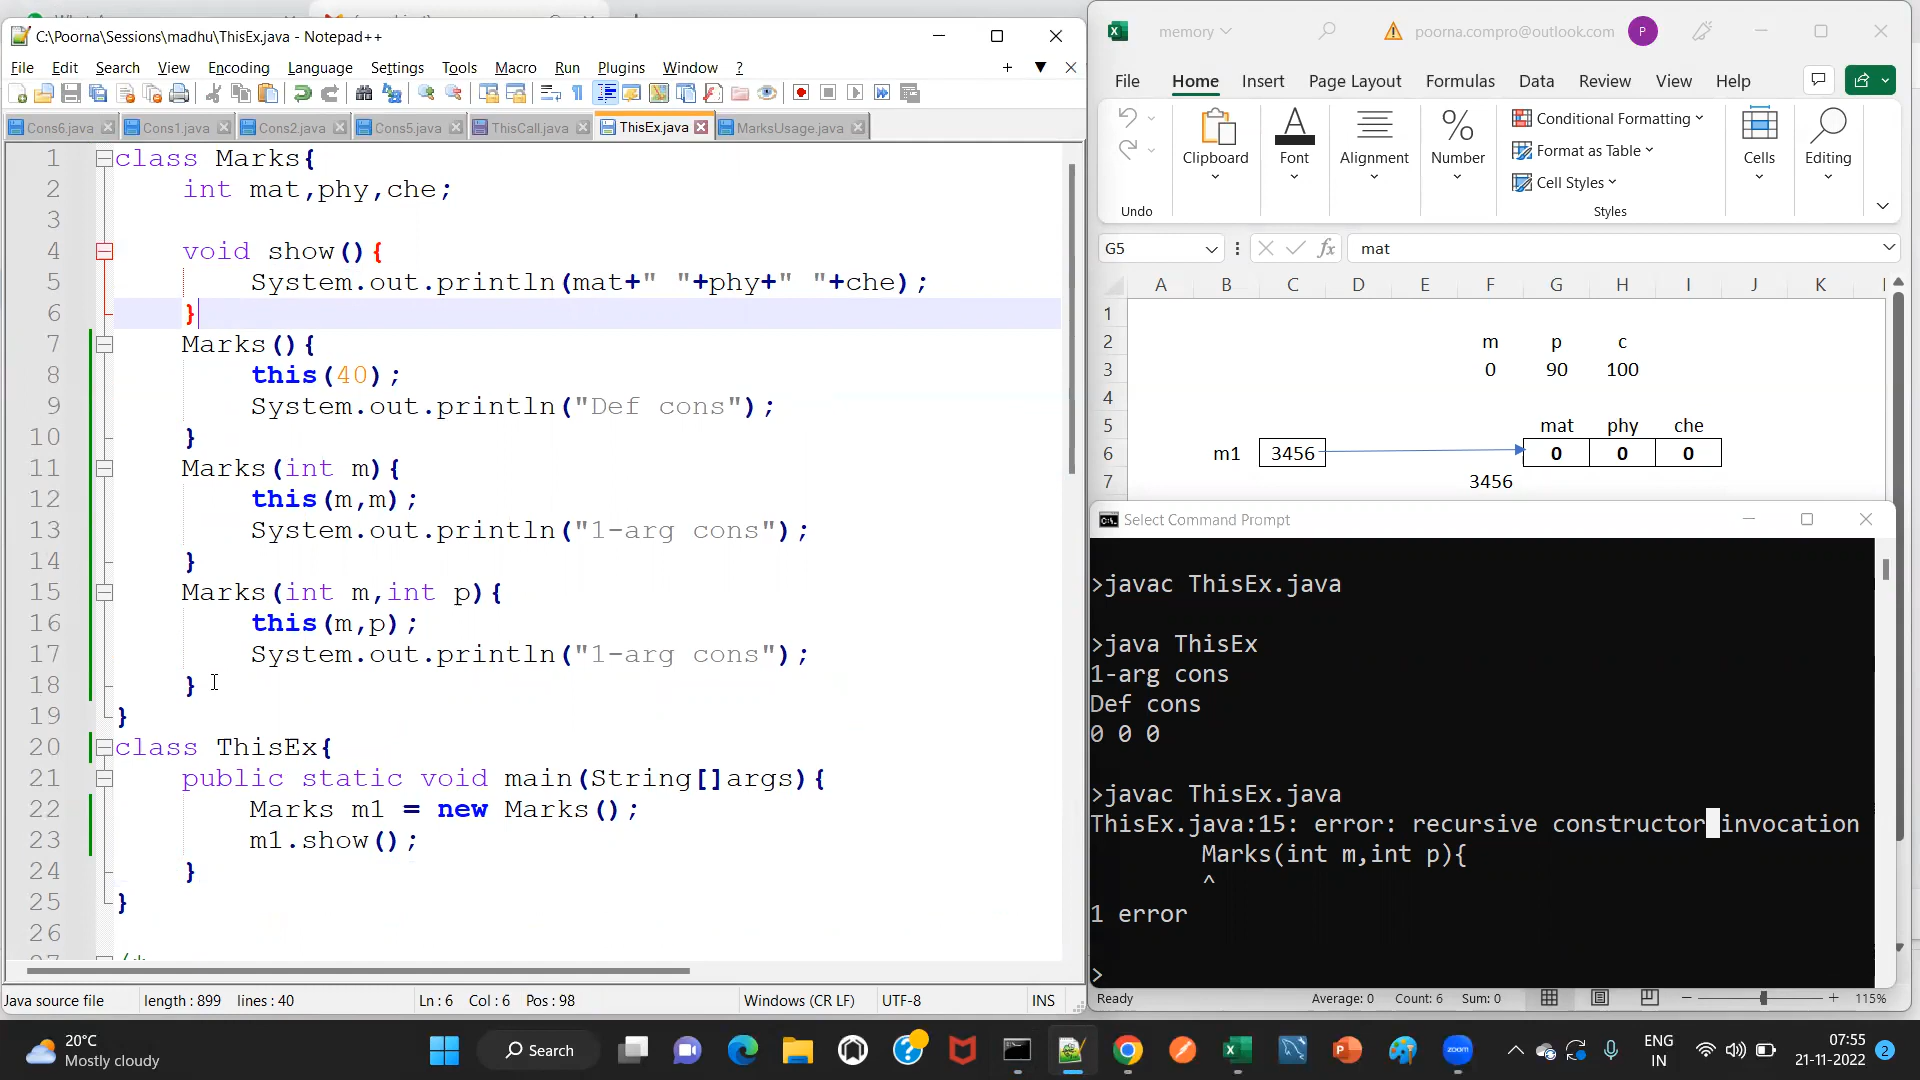 C:\Poorna\Sessions\madhu\ThisEx.java - Notepad++
File Edit Search View Encoding Language Settings Tools Macro Run Plugins Window ?
Cons6.java Cons1.java Cons2.java Cons5.java ThisCall.java ThisEx.java MarksUsage.java
1 class Marks{
2 int mat,phy,che;
3
4 void show(){
5 System.out.println(mat+" "+phy+" "+che);
6 }
7 Marks(){
8 this(40);
9 System.out.println("Def cons");
10 }
11 Marks(int m){
12 this(m,m);
13 System.out.println("1-arg cons");
14 }
15 Marks(int m,int p){
16 this(m,p);
17 System.out.println("1-arg cons");
18 }
19 }
20 class ThisEx{
21 public static void main(String[]args){
22 Marks m1 = new Marks();
23 m1.show();
24 }
25 }
26
Java source file length : 899 lines : 40 Ln : 6 Col : 6 Pos : 98 Windows (CR LF) UTF-8 INS
memory poorna.compro@outlook.com P
File Home Insert Page Layout Formulas Data Review View Help
Clipboard Font Alignment Number Conditional Formatting Format as Table Cell Styles Cells Editing
Undo Styles
G5 fx mat
A B C D E F G H I J K
1
2 m p c
3 0 90 100
4
5 mat phy che
6 m1 3456 0 0 0
7 3456
Select Command Prompt
>javac ThisEx.java
>java ThisEx
1-arg cons
Def cons
0 0 0
>javac ThisEx.java
ThisEx.java:15: error: recursive constructor invocation
Marks(int m,int p){
^
1 error
>
Ready Average: 0 Count: 6 Sum: 0 115%
20°C
Mostly cloudy
Search
zoom
ENG
IN
07:55
21-11-2022
2